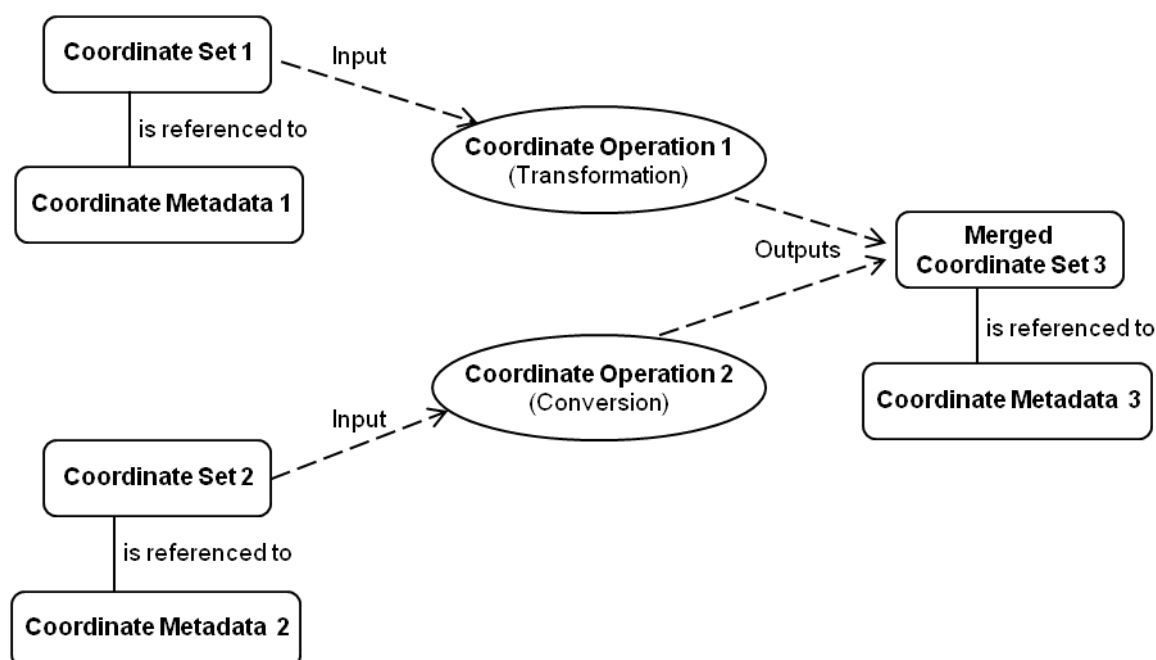 Coordinate Set 1
Input
is referenced to
Coordinate Metadata 1
Coordinate Operation 1
(Transformation)
Outputs
Merged
Coordinate Set 3
is referenced to
Coordinate Metadata 3
Coordinate Operation 2
(Conversion)
Input
Coordinate Set 2
is referenced to
Coordinate Metadata 2